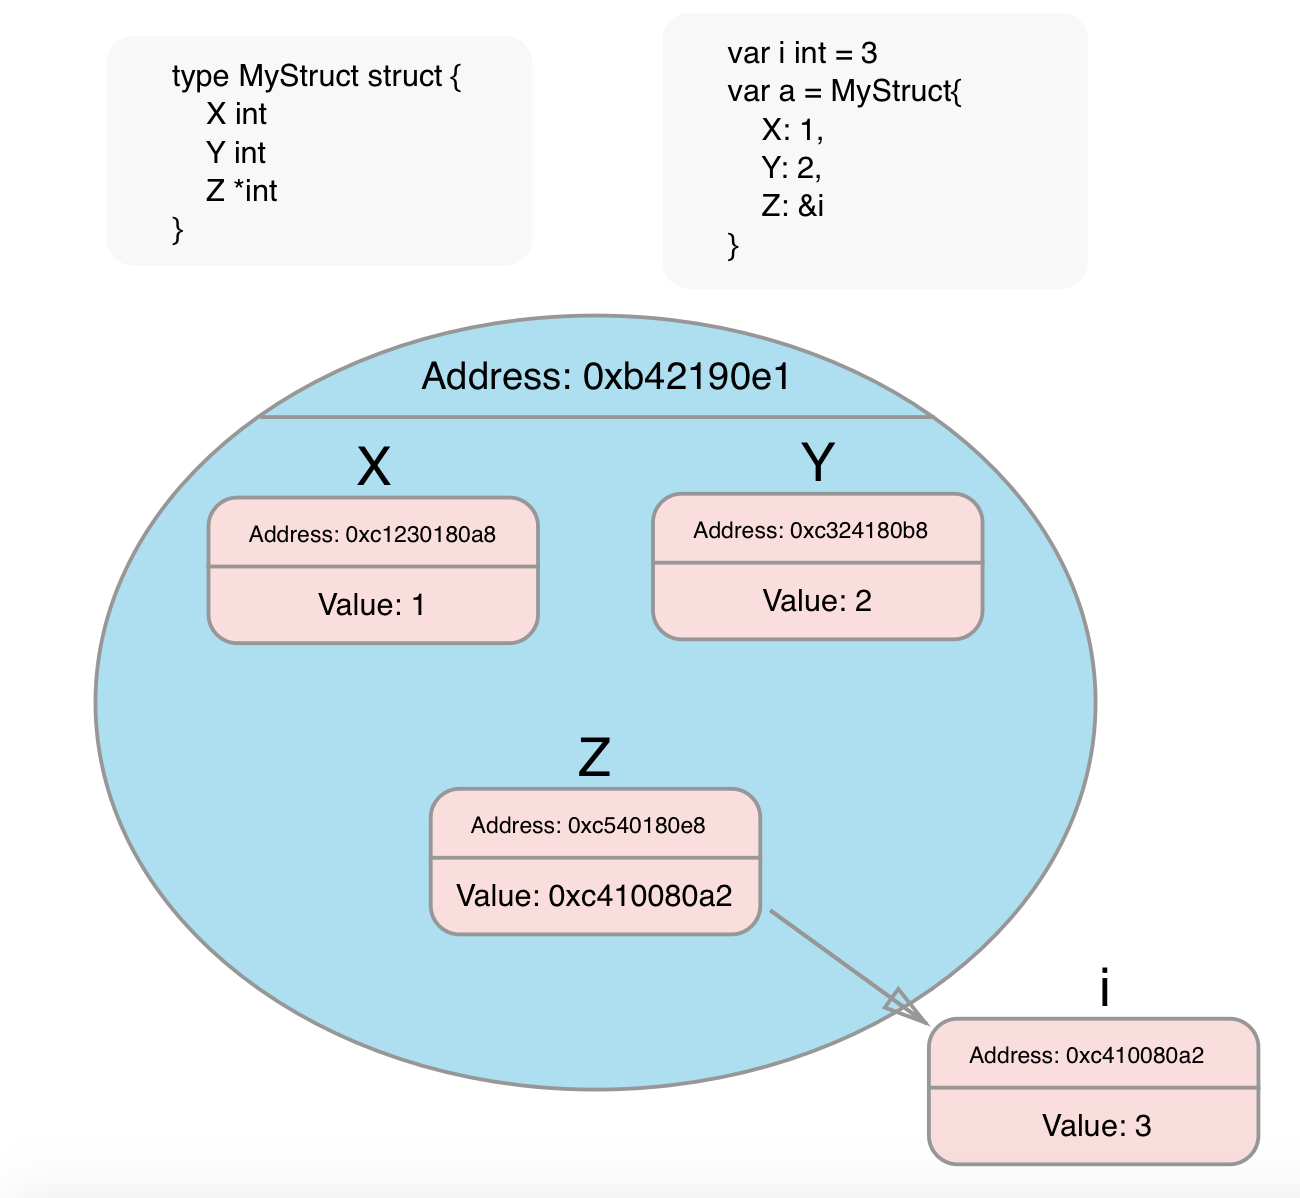 type MyStruct struct {
X int
Y int
Z *int
}
var i int = 3
var a = MyStruct{
X: 1,
Y: 2,
Z: &i
}
Address: 0xb42190e1
X
Address: 0xc1230180a8
Value: 1
Y
Address: 0xc324180b8
Value: 2
Z
Address: 0xc540180e8
Value: 0xc410080a2
i
Address: 0xc410080a2
Value: 3